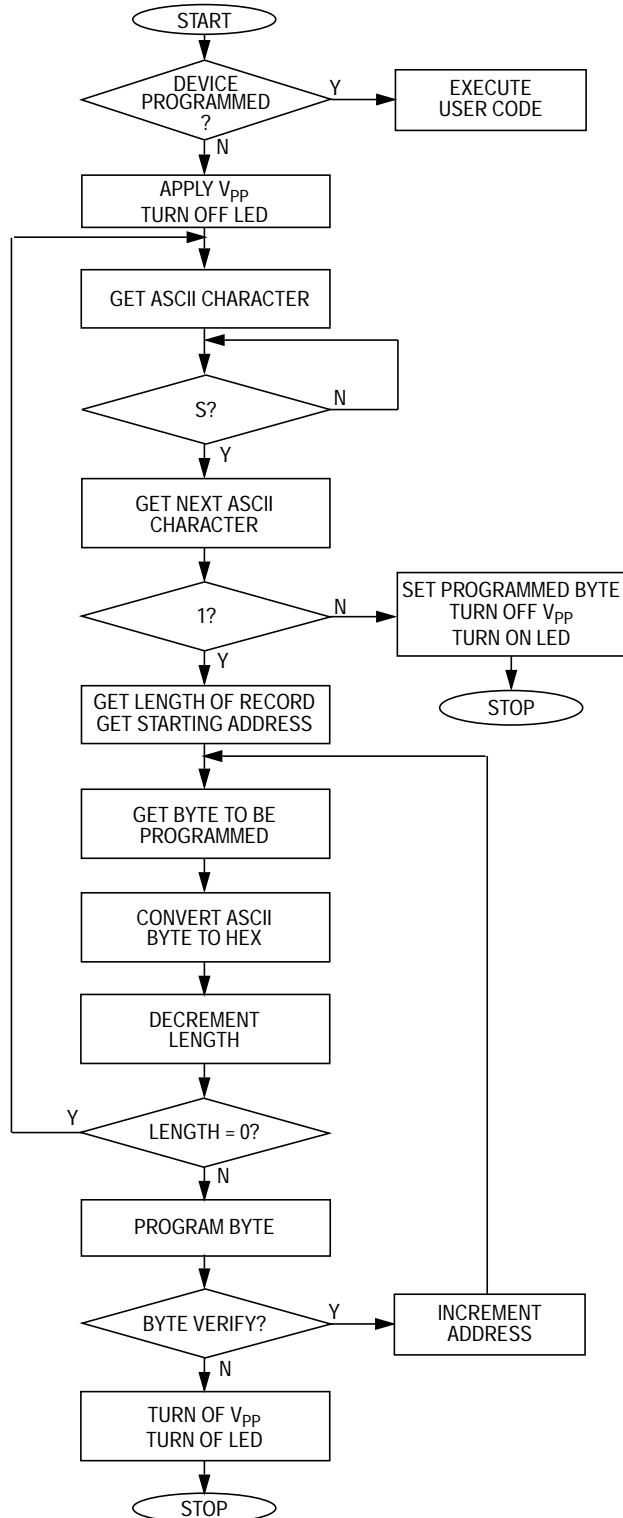 START
DEVICE
PROGRAMMED
?
Y
EXECUTE
USER CODE
N
APPLY VPP
TURN OFF LED
GET ASCII CHARACTER
S?
N
Y
GET NEXT ASCII
CHARACTER
1?
N
SET PROGRAMMED BYTE
TURN OFF VPP
TURN ON LED
Y
STOP
GET LENGTH OF RECORD
GET STARTING ADDRESS
GET BYTE TO BE
PROGRAMMED
CONVERT ASCII
BYTE TO HEX
DECREMENT
LENGTH
Y
LENGTH = 0?
N
PROGRAM BYTE
BYTE VERIFY?
Y
INCREMENT
ADDRESS
N
TURN OF VPP
TURN OF LED
STOP